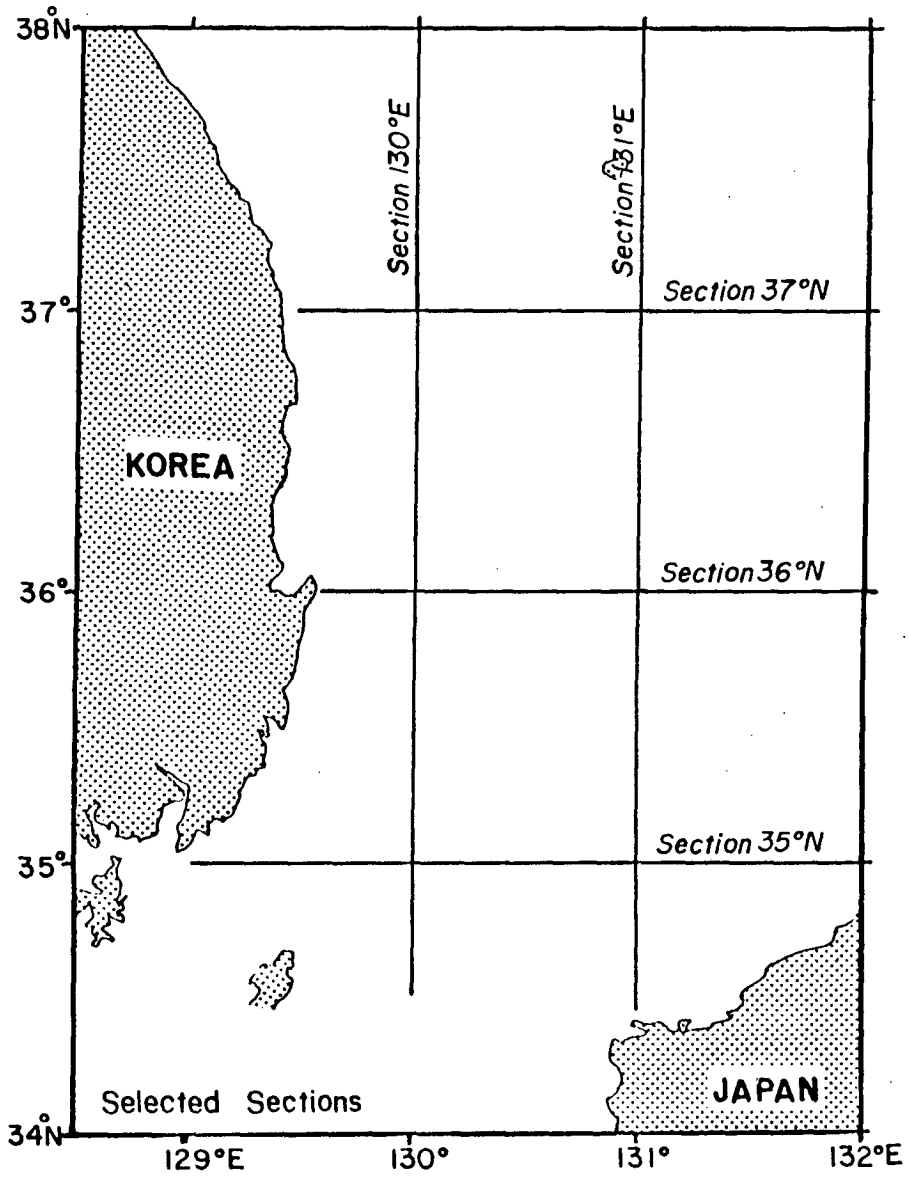 38°N
Section 130°E
Section 131°E
37°
Section 37°N
KOREA
36°
Section 36°N
35°
Section 35°N
Selected Sections
JAPAN
34°N
129°E
130°
131°
132°E